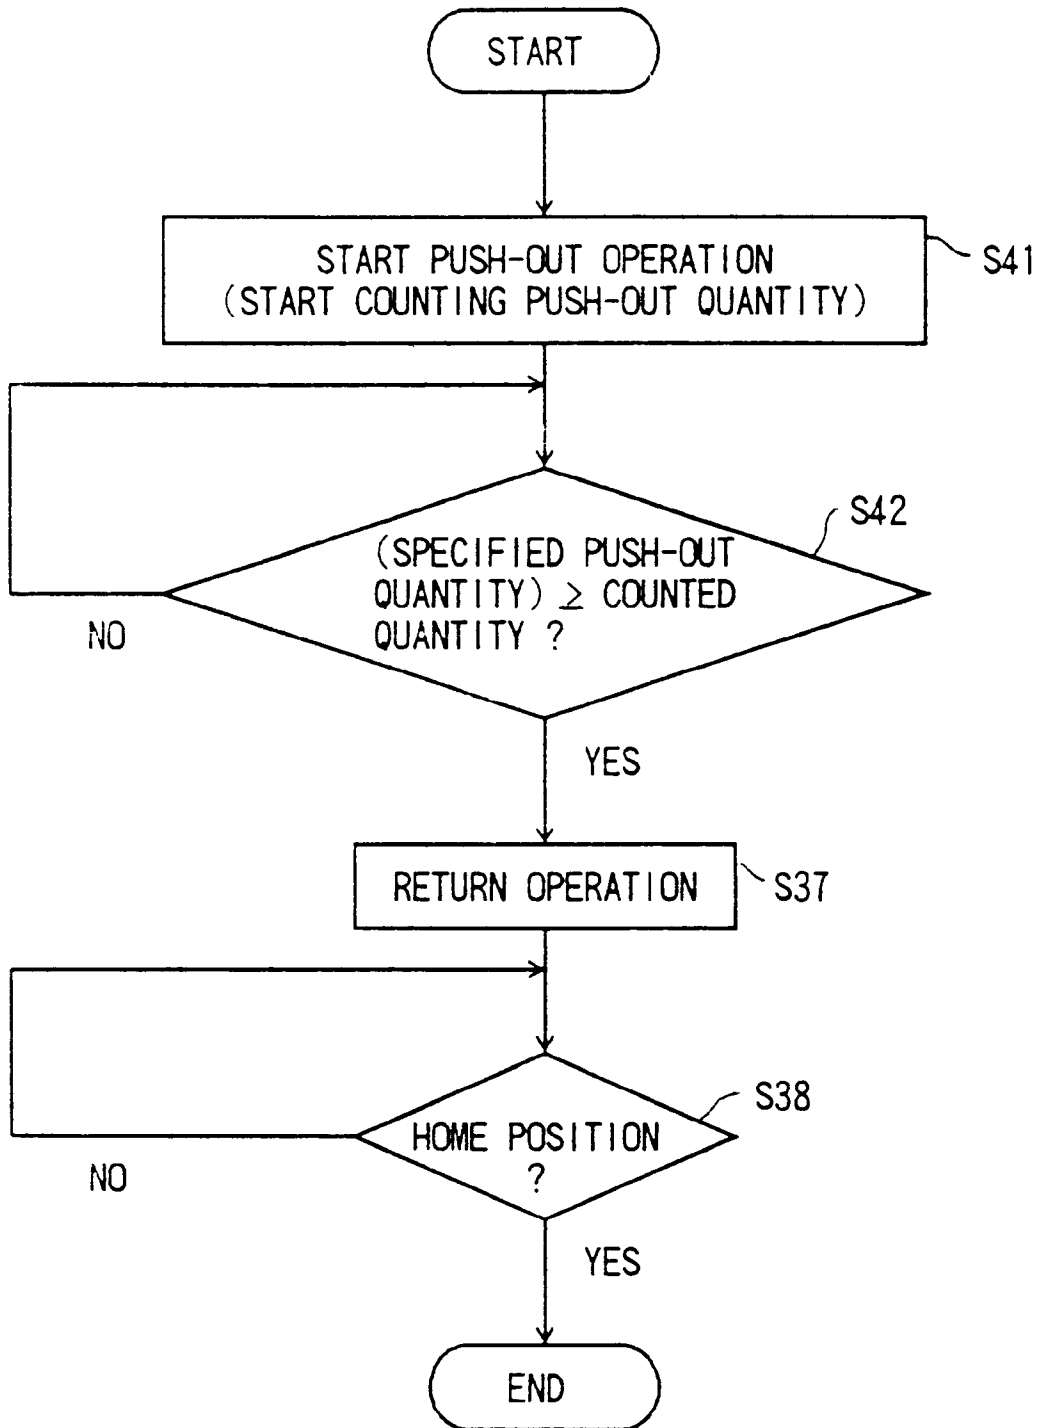 START
START PUSH-OUT OPERATION
(START COUNTING PUSH-OUT QUANTITY)
S41
S42
(SPECIFIED PUSH-OUT
QUANTITY) ≥ COUNTED
QUANTITY ?
NO
YES
RETURN OPERATION
S37
S38
HOME POSITION
?
NO
YES
END